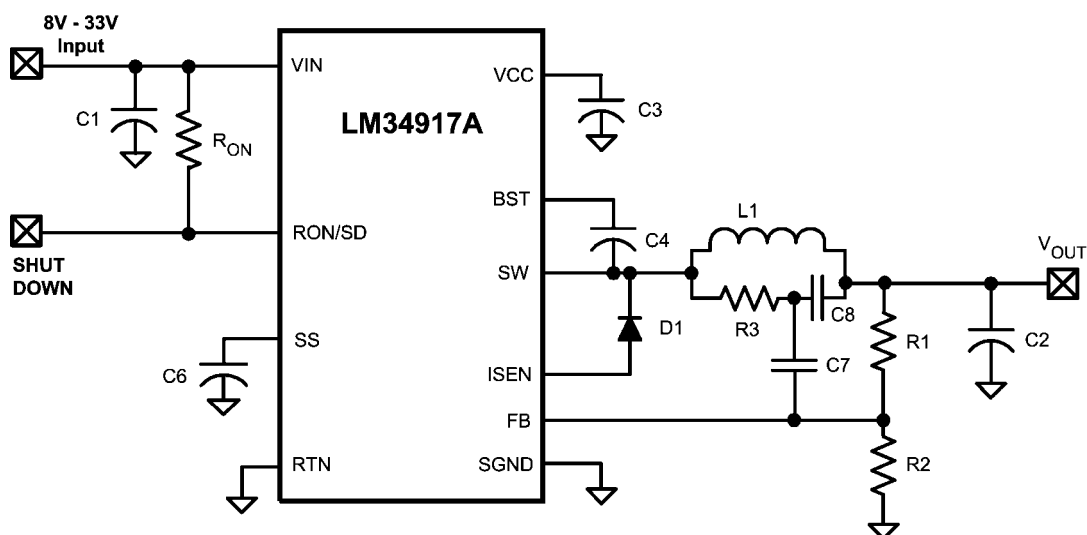 8V - 33V
Input
VIN
VCC
C1
C3
LM34917A
RON
BST
L1
C4
RON/SD
SW
VOUT
SHUT
DOWN
R3
C8
D1
R1
C2
SS
C6
ISEN
C7
FB
RTN
SGND
R2